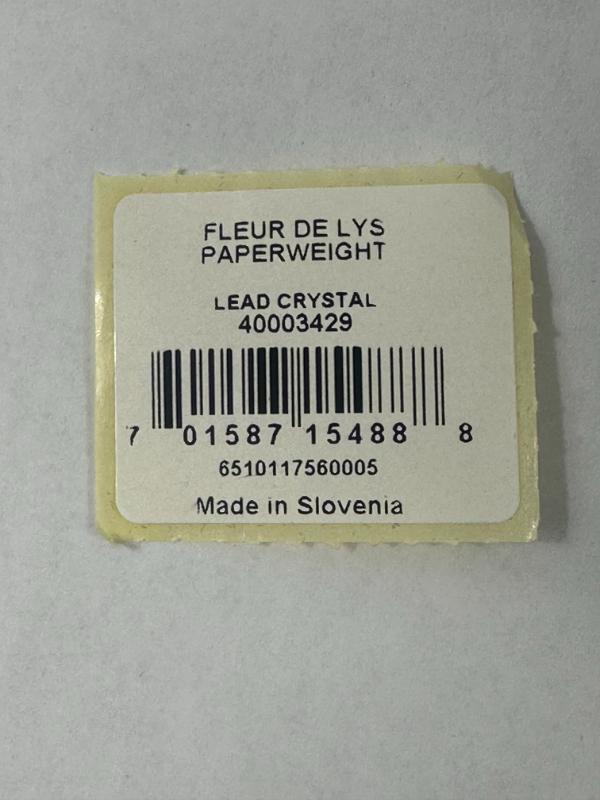 FLEUR DE LYS
PAPERWEIGHT
LEAD CRYSTAL
40003429
7 01587 15488 8
6510117560005
Made in Slovenia